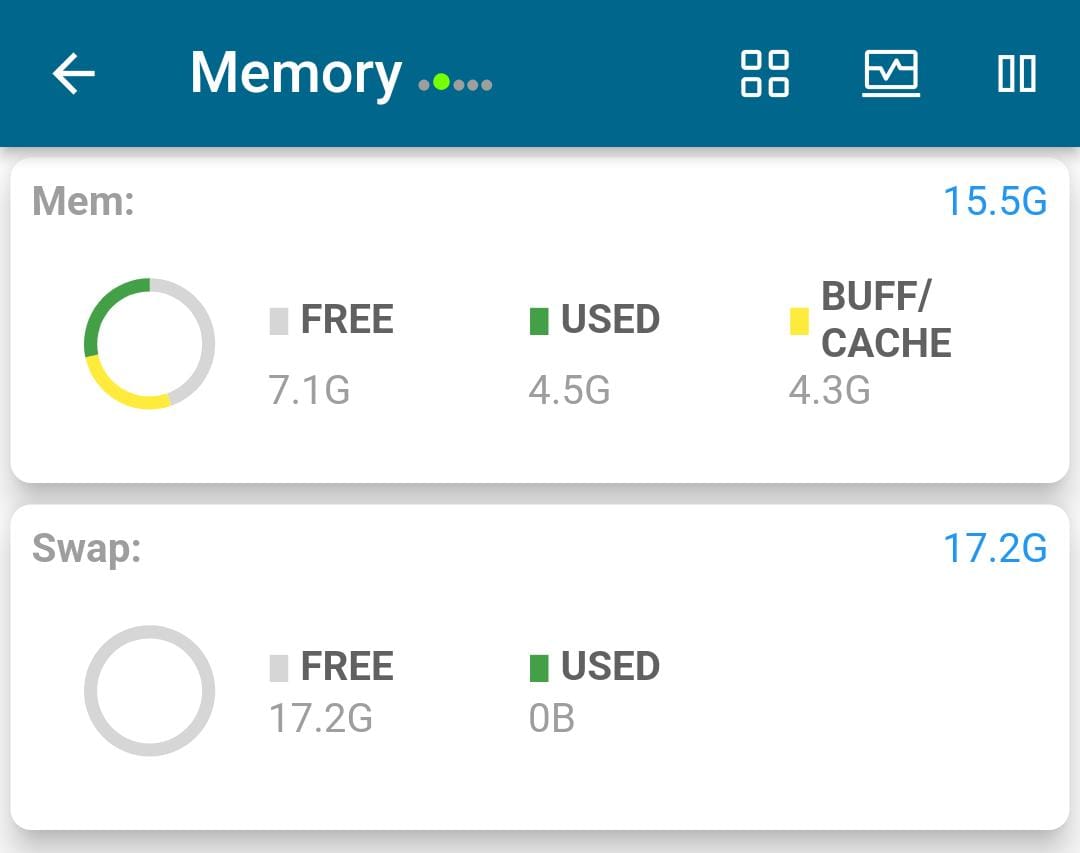 Memory
Mem: 15.5G
FREE USED BUFF/
CACHE
7.1G 4.5G 4.3G
Swap: 17.2G
FREE USED
17.2G 0B